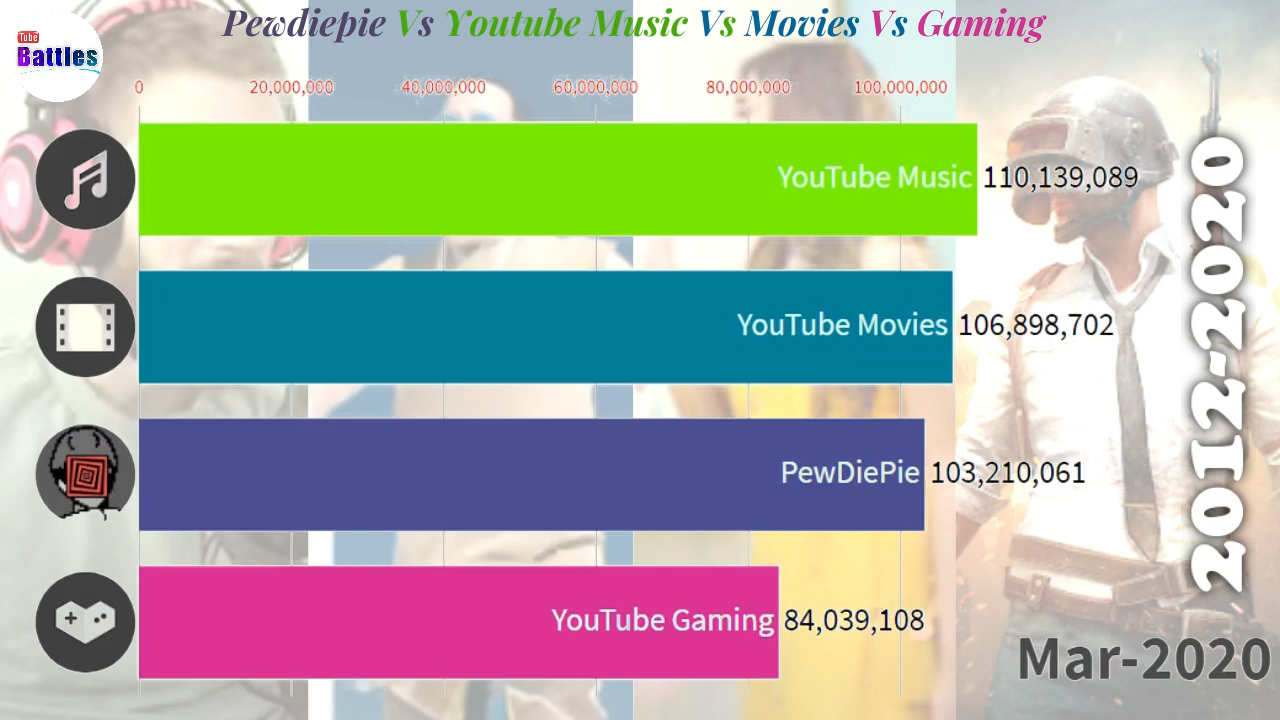 Pewdiepie Vs Youtube Music Vs Movies Vs Gaming
Tube
Battles
0 20,000,000 40,000,000 60,000,000 80,000,000 100,000,000
YouTube Music 110,139,089
YouTube Movies 106,898,702
PewDiePie 103,210,061
YouTube Gaming 84,039,108
2012-2020
Mar-2020